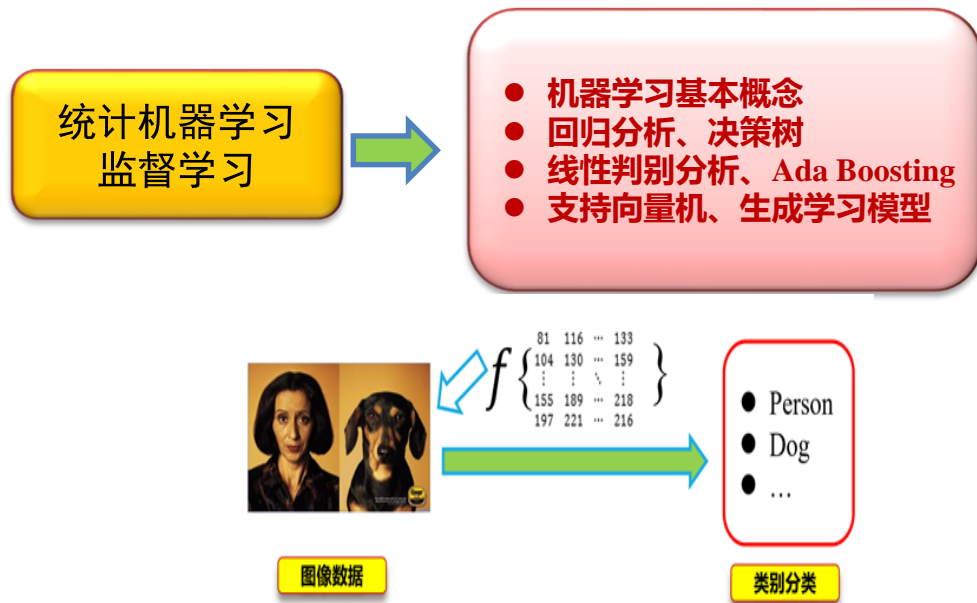 统计机器学习
监督学习
● 机器学习基本概念
● 回归分析、决策树
● 线性判别分析、Ada Boosting
● 支持向量机、生成学习模型
f {
81 116 ··· 133
104 130 ··· 159
⋮ ⋮ ⋱ ⋮
155 189 ··· 218
197 221 ··· 216
}
● Person
● Dog
● …
图像数据
类别分类